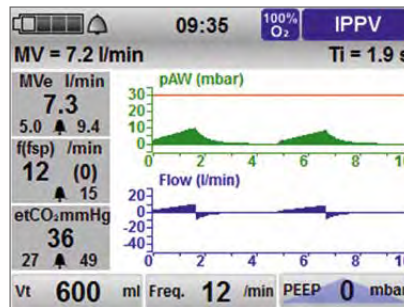 09:35 100% O₂ IPPV
MV = 7.2 l/min Ti = 1.9 s
MVe l/min
7.3
5.0 9.4
f(fsp) /min
12 (0)
15
etCO₂mmHg
36
27 49
pAW (mbar)
30
20
10
0
0 2 4 6 8 10
Flow (l/min)
20
0
-20
-40
0 2 4 6 8
Vt 600 ml Freq. 12 /min PEEP 0 mbar